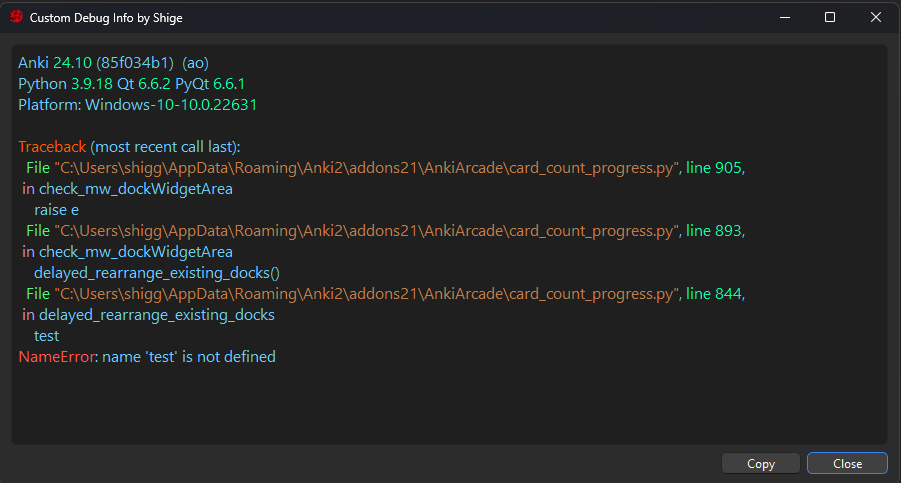 Custom Debug Info by Shige
Anki 24.10 (85f034b1)  (ao)
Python 3.9.18 Qt 6.6.2 PyQt 6.6.1
Platform: Windows-10-10.0.22631
Traceback (most recent call last):
File "C:\Users\shigg\AppData\Roaming\Anki2\addons21\AnkiArcade\card_count_progress.py", line 905,
in check_mw_dockWidgetArea
raise e
File "C:\Users\shigg\AppData\Roaming\Anki2\addons21\AnkiArcade\card_count_progress.py", line 893,
in check_mw_dockWidgetArea
delayed_rearrange_existing_docks()
File "C:\Users\shigg\AppData\Roaming\Anki2\addons21\AnkiArcade\card_count_progress.py", line 844,
in delayed_rearrange_existing_docks
test
NameError: name 'test' is not defined
Copy
Close